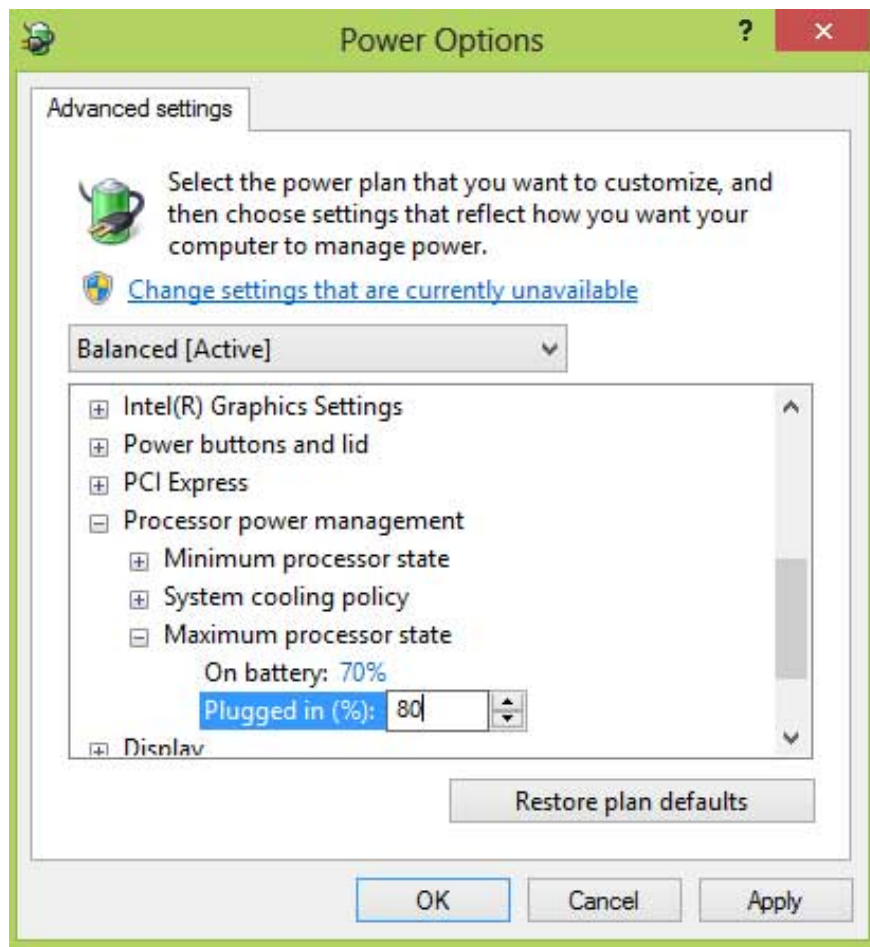 Power Options
?
Advanced settings
Select the power plan that you want to customize, and
then choose settings that reflect how you want your
computer to manage power.
Change settings that are currently unavailable
Balanced [Active]
Intel(R) Graphics Settings
Power buttons and lid
PCI Express
Processor power management
Minimum processor state
System cooling policy
Maximum processor state
On battery: 70%
Plugged in (%): 80
Display
Restore plan defaults
OK Cancel Apply